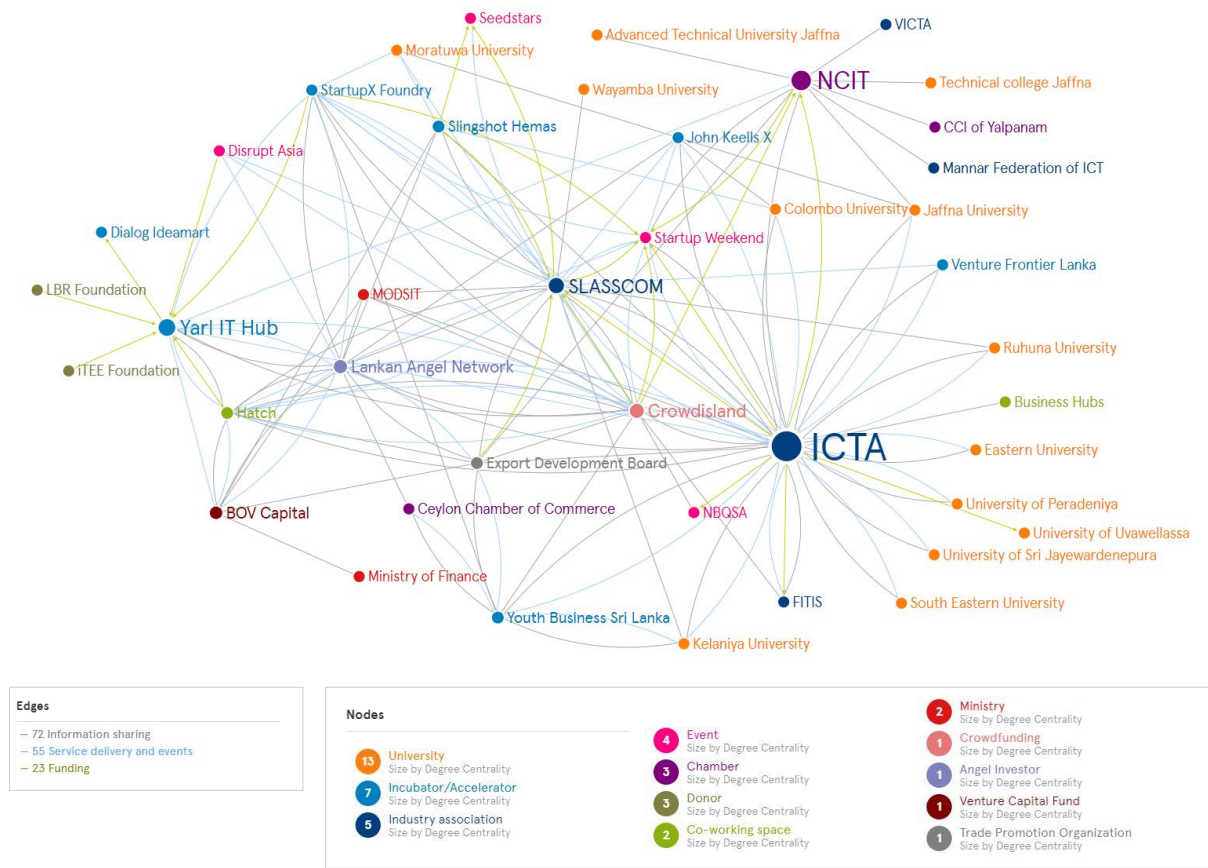 Seedstars
VICTA
Advanced Technical University Jaffna
Moratuwa University
NCIT
StartupX Foundry
Wayamba University
Technical college Jaffna
Slingshot Hemas
CCI of Yalpanam
John Keells X
Disrupt Asia
Mannar Federation of ICT
Colombo University
Jaffna University
Dialog Ideamart
Startup Weekend
Venture Frontier Lanka
SLASSCOM
LBR Foundation
MODSIT
Yarl IT Hub
Ruhuna University
Lankan Angel Network
iTEE Foundation
Business Hubs
Hatch
Crowdisland
ICTA
Eastern University
Export Development Board
University of Peradeniya
Ceylon Chamber of Commerce
BOV Capital
NBQSA
University of Uvawellassa
University of Sri Jayewardenepura
Ministry of Finance
FITIS
South Eastern University
Youth Business Sri Lanka
Kelaniya University
Edges
— 72 Information sharing
— 55 Service delivery and events
— 23 Funding
Nodes
13 University
Size by Degree Centrality
7 Incubator/Accelerator
Size by Degree Centrality
5 Industry association
Size by Degree Centrality
4 Event
Size by Degree Centrality
3 Chamber
Size by Degree Centrality
3 Donor
Size by Degree Centrality
2 Co-working space
Size by Degree Centrality
2 Ministry
Size by Degree Centrality
1 Crowdfunding
Size by Degree Centrality
1 Angel Investor
Size by Degree Centrality
1 Venture Capital Fund
Size by Degree Centrality
1 Trade Promotion Organization
Size by Degree Centrality